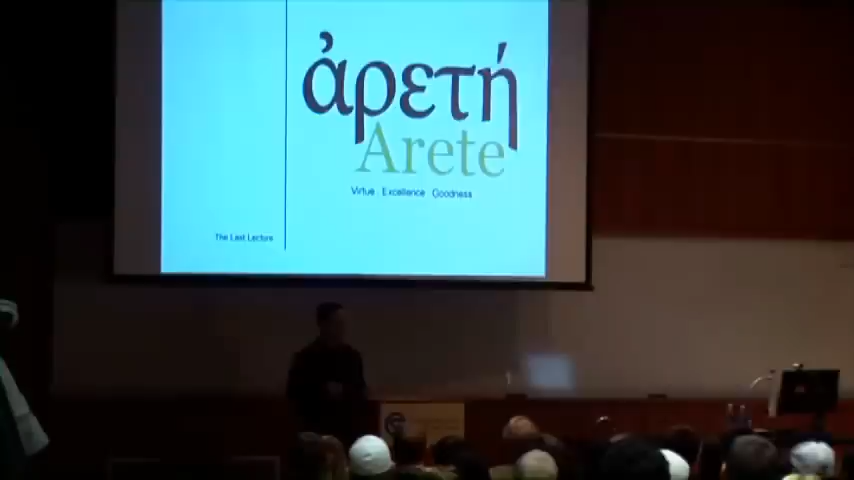 ἀρετή
Arete
Virtue . Excellence . Goodness
The Last Lecture